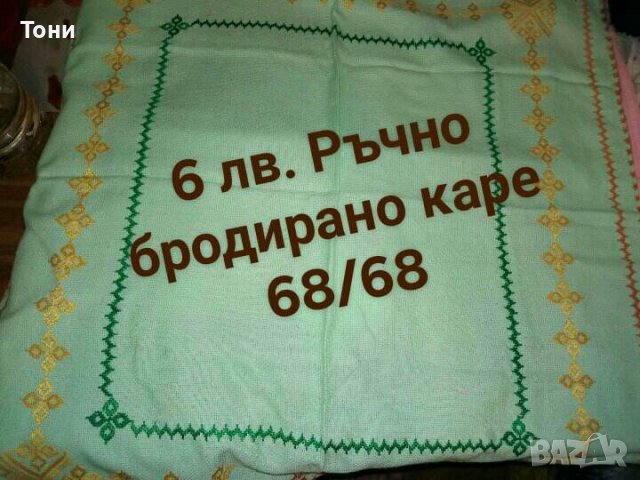 Тони
6 лв. Ръчно
бродирано каре
68/68
BAZAR